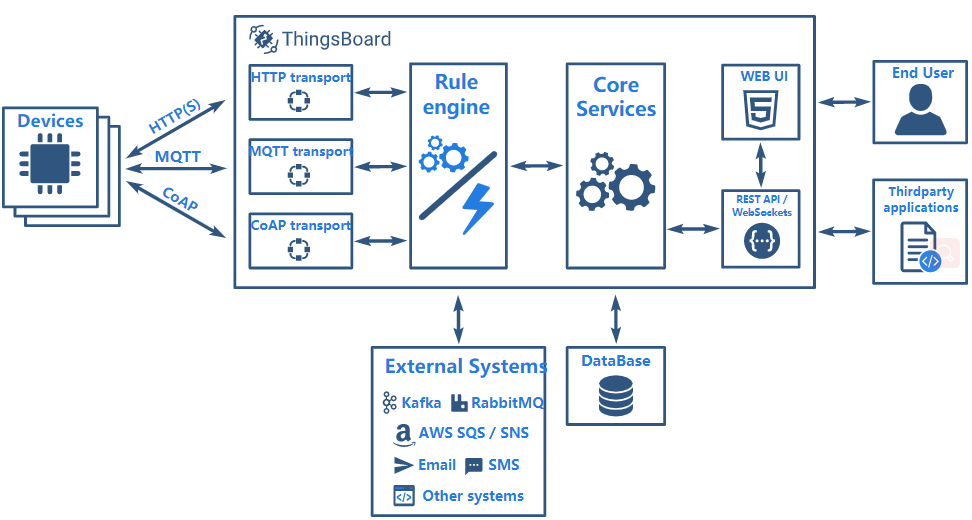 ThingsBoard
Devices
HTTP(S)
MQTT
CoAP
HTTP transport
MQTT transport
CoAP transport
Rule
engine
Core
Services
WEB UI
REST API /
WebSockets
{···}
End User
Thirdparty
applications
</>
External Systems
Kafka
RabbitMQ
AWS SQS / SNS
Email
SMS
</>
Other systems
DataBase